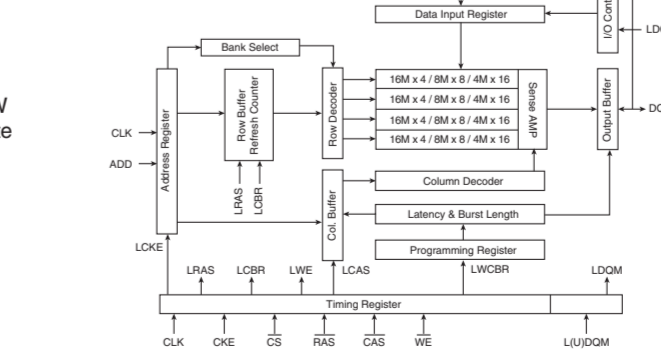 Data Input Register
I/O Cont
LD
Bank Select
W
te
CLK
ADD
Address Register
Row Buffer
Refresh Counter
Row Decoder
16M x 4 / 8M x 8 / 4M x 16
16M x 4 / 8M x 8 / 4M x 16
16M x 4 / 8M x 8 / 4M x 16
16M x 4 / 8M x 8 / 4M x 16
Sense AMP
Output Buffer
LRAS
LCBR
Col. Buffer
Column Decoder
Latency & Burst Length
Programming Register
LCKE
LRAS
LCBR
LWE
LCAS
LWCBR
LDQM
Timing Register
CLK
CKE
CS
RAS
CAS
WE
L(U)DQM